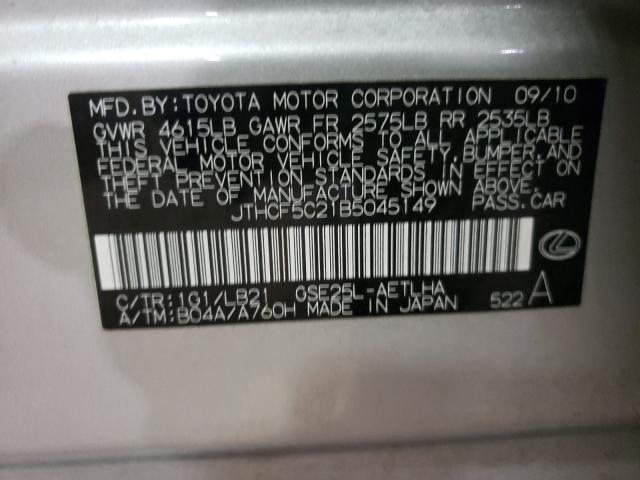 MFD. BY: TOYOTA MOTOR CORPORATION 09/10
GVWR 4615LB GAWR FR 2575LB RR 2535LB
THIS VEHICLE CONFORMS TO ALL APPLICABLE
FEDERAL MOTOR VEHICLE SAFETY, BUMPER, AND
THEFT PREVENTION STANDARDS IN EFFECT ON
THE DATE OF MANUFACTURE SHOWN ABOVE.
JTHCF5C21B5045149 PASS. CAR
C/TR: 1G1/LB21 GSE25L-AETLHA
A/TM: B04A/A760H MADE IN JAPAN 522 A